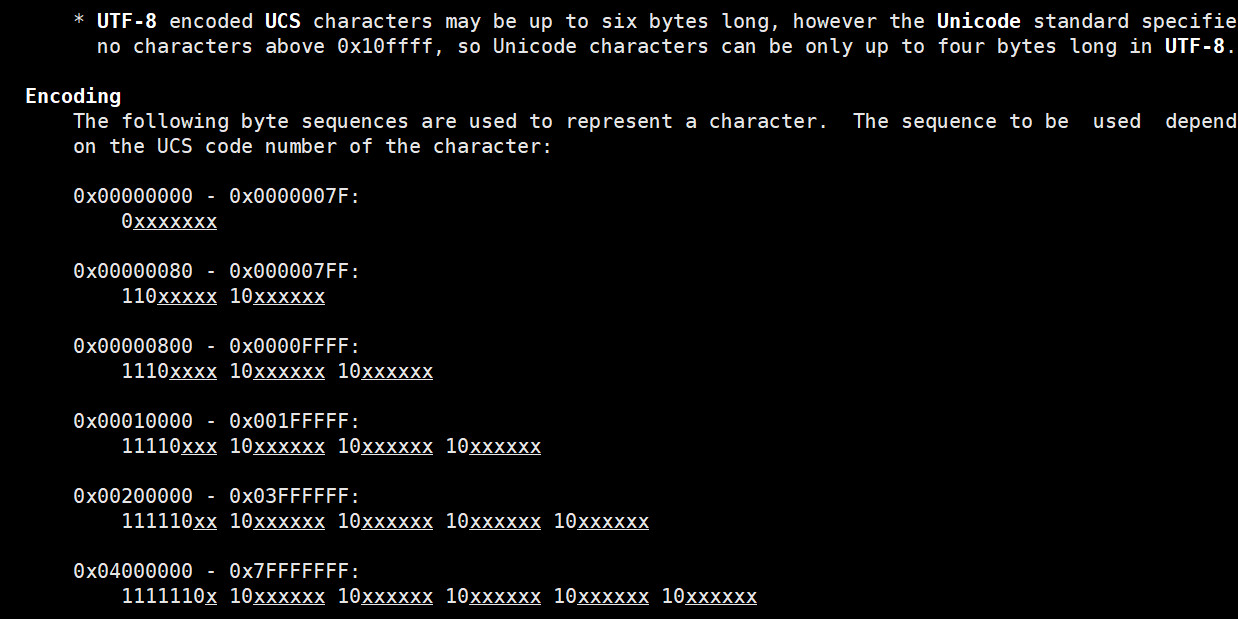 * UTF-8 encoded UCS characters may be up to six bytes long, however the Unicode standard specifie
no characters above 0x10ffff, so Unicode characters can be only up to four bytes long in UTF-8.
Encoding
The following byte sequences are used to represent a character.  The sequence to be  used  depend
on the UCS code number of the character:
0x00000000 - 0x0000007F:
0xxxxxxx
0x00000080 - 0x000007FF:
110xxxxx 10xxxxxx
0x00000800 - 0x0000FFFF:
1110xxxx 10xxxxxx 10xxxxxx
0x00010000 - 0x001FFFFF:
11110xxx 10xxxxxx 10xxxxxx 10xxxxxx
0x00200000 - 0x03FFFFFF:
111110xx 10xxxxxx 10xxxxxx 10xxxxxx 10xxxxxx
0x04000000 - 0x7FFFFFFF:
1111110x 10xxxxxx 10xxxxxx 10xxxxxx 10xxxxxx 10xxxxxx